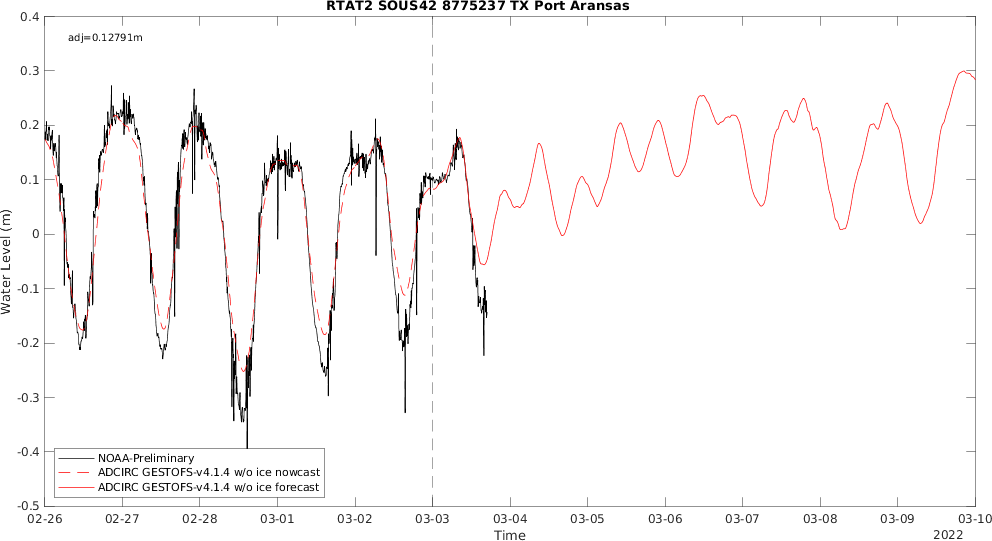 RTAT2 SOUS42 8775237 TX Port Aransas
adj=0.12791m
0.4
0.3
0.2
0.1
0
-0.1
-0.2
-0.3
-0.4
-0.5
Water Level (m)
NOAA-Preliminary
ADCIRC GESTOFS-v4.1.4 w/o ice nowcast
ADCIRC GESTOFS-v4.1.4 w/o ice forecast
02-26 02-27 02-28 03-01 03-02 03-03 03-04 03-05 03-06 03-07 03-08 03-09 03-10
Time
2022